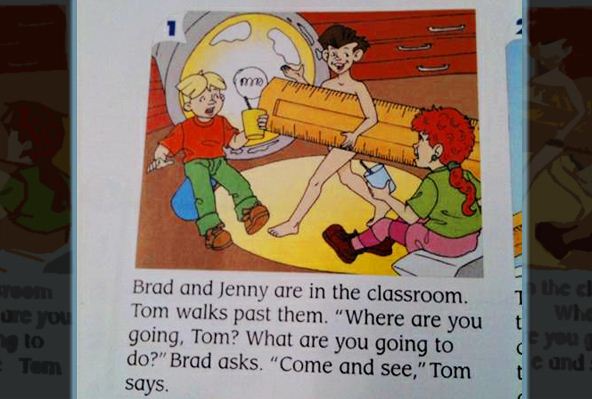 1
Brad and Jenny are in the classroom.
Tom walks past them. “Where are you
going, Tom? What are you going to
do?” Brad asks. “Come and see,” Tom
says.